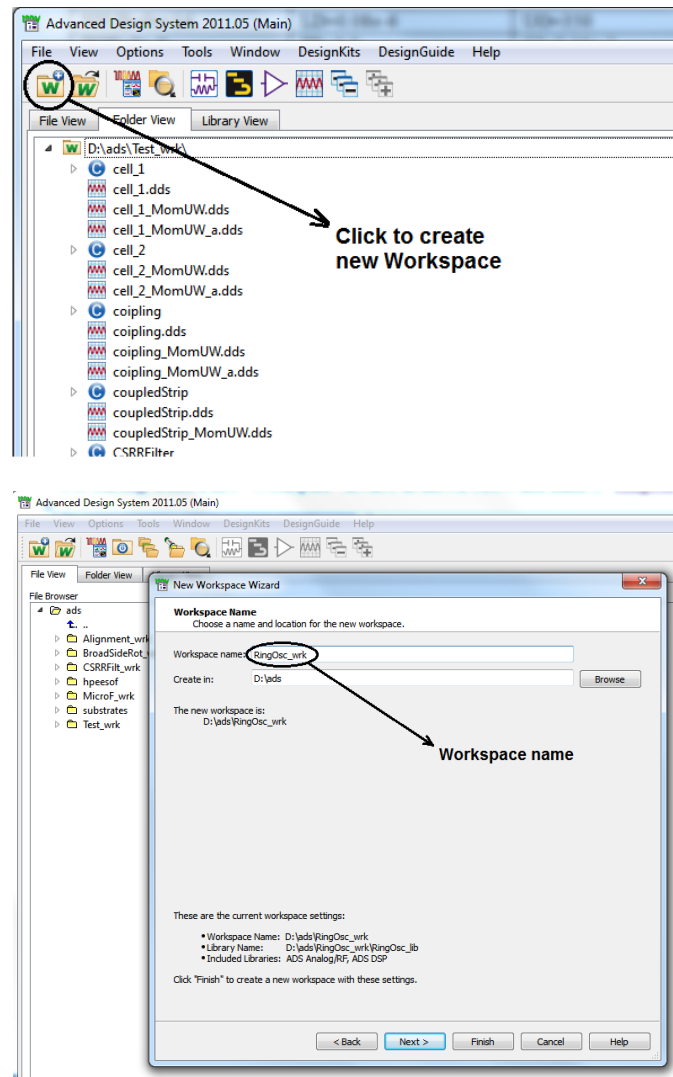 Advanced Design System 2011.05 (Main)
File View Options Tools Window DesignKits DesignGuide Help
File View Folder View Library View
D:\ads\Test_wrk\
cell_1
cell_1.dds
cell_1_MomUW.dds
cell_1_MomUW_a.dds
Click to create
new Workspace
cell_2
cell_2_MomUW.dds
cell_2_MomUW_a.dds
coipling
coipling.dds
coipling_MomUW.dds
coipling_MomUW_a.dds
coupledStrip
coupledStrip.dds
coupledStrip_MomUW.dds
CSRRFilter
Advanced Design System 2011.05 (Main)
File View Options Tools Window DesignKits DesignGuide Help
File View Folder View
File Browser
ads
..
Alignment_wrk
BroadSideRot_
CSRRFilt_wrk
hpeesof
MicroF_wrk
substrates
Test_wrk
New Workspace Wizard
Workspace Name
Choose a name and location for the new workspace.
Workspace name: RingOsc_wrk
Create in: D:\ads Browse
The new workspace is:
D:\ads\RingOsc_wrk
Workspace name
These are the current workspace settings:
•Workspace Name: D:\ads\RingOsc_wrk
•Library Name: D:\ads\RingOsc_wrk\RingOsc_lib
•Included Libraries: ADS Analog/RF, ADS DSP
Click "Finish" to create a new workspace with these settings.
< Back Next > Finish Cancel Help